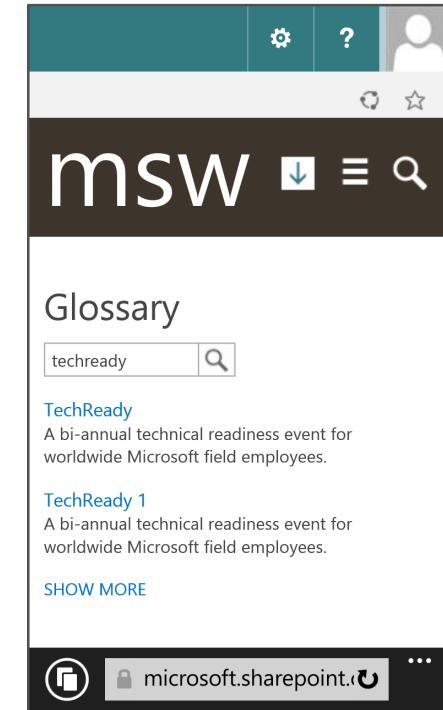 ?
msw
Glossary
techready
TechReady
A bi-annual technical readiness event for
worldwide Microsoft field employees.
TechReady 1
A bi-annual technical readiness event for
worldwide Microsoft field employees.
SHOW MORE
microsoft.sharepoint.
...